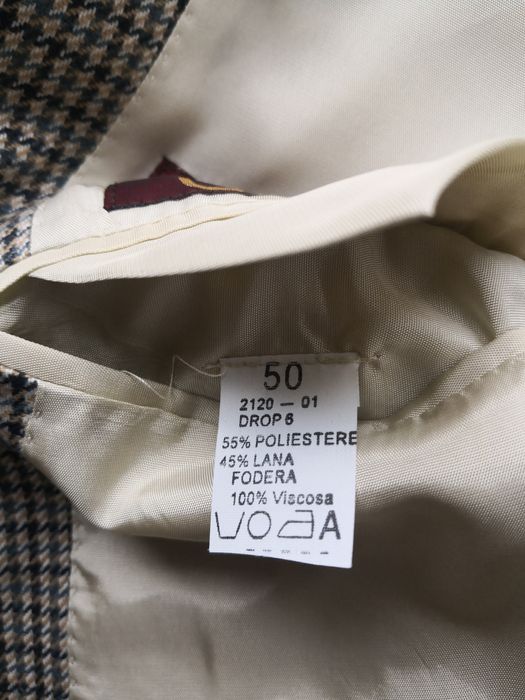 50
2120 — 01
DROP 6
55% POLIESTERE
45% LANA
FODERA
100% Viscosa
A